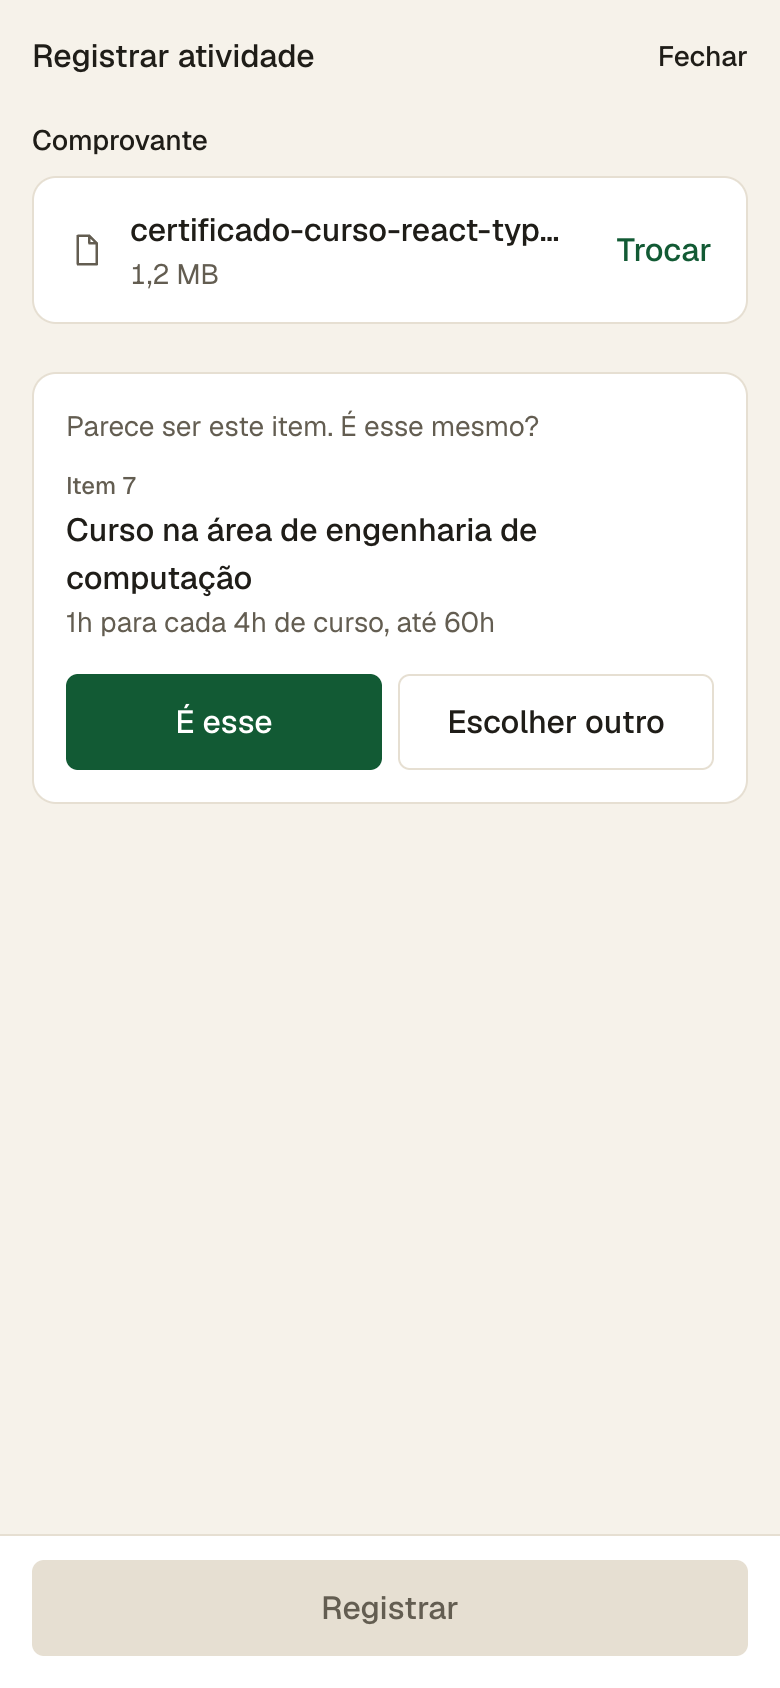 Registrar atividade
Fechar
Comprovante
certificado-curso-react-typ...
1,2 MB
Trocar
Parece ser este item. É esse mesmo?
Item 7
Curso na área de engenharia de
computação
1h para cada 4h de curso, até 60h
É esse
Escolher outro
Registrar